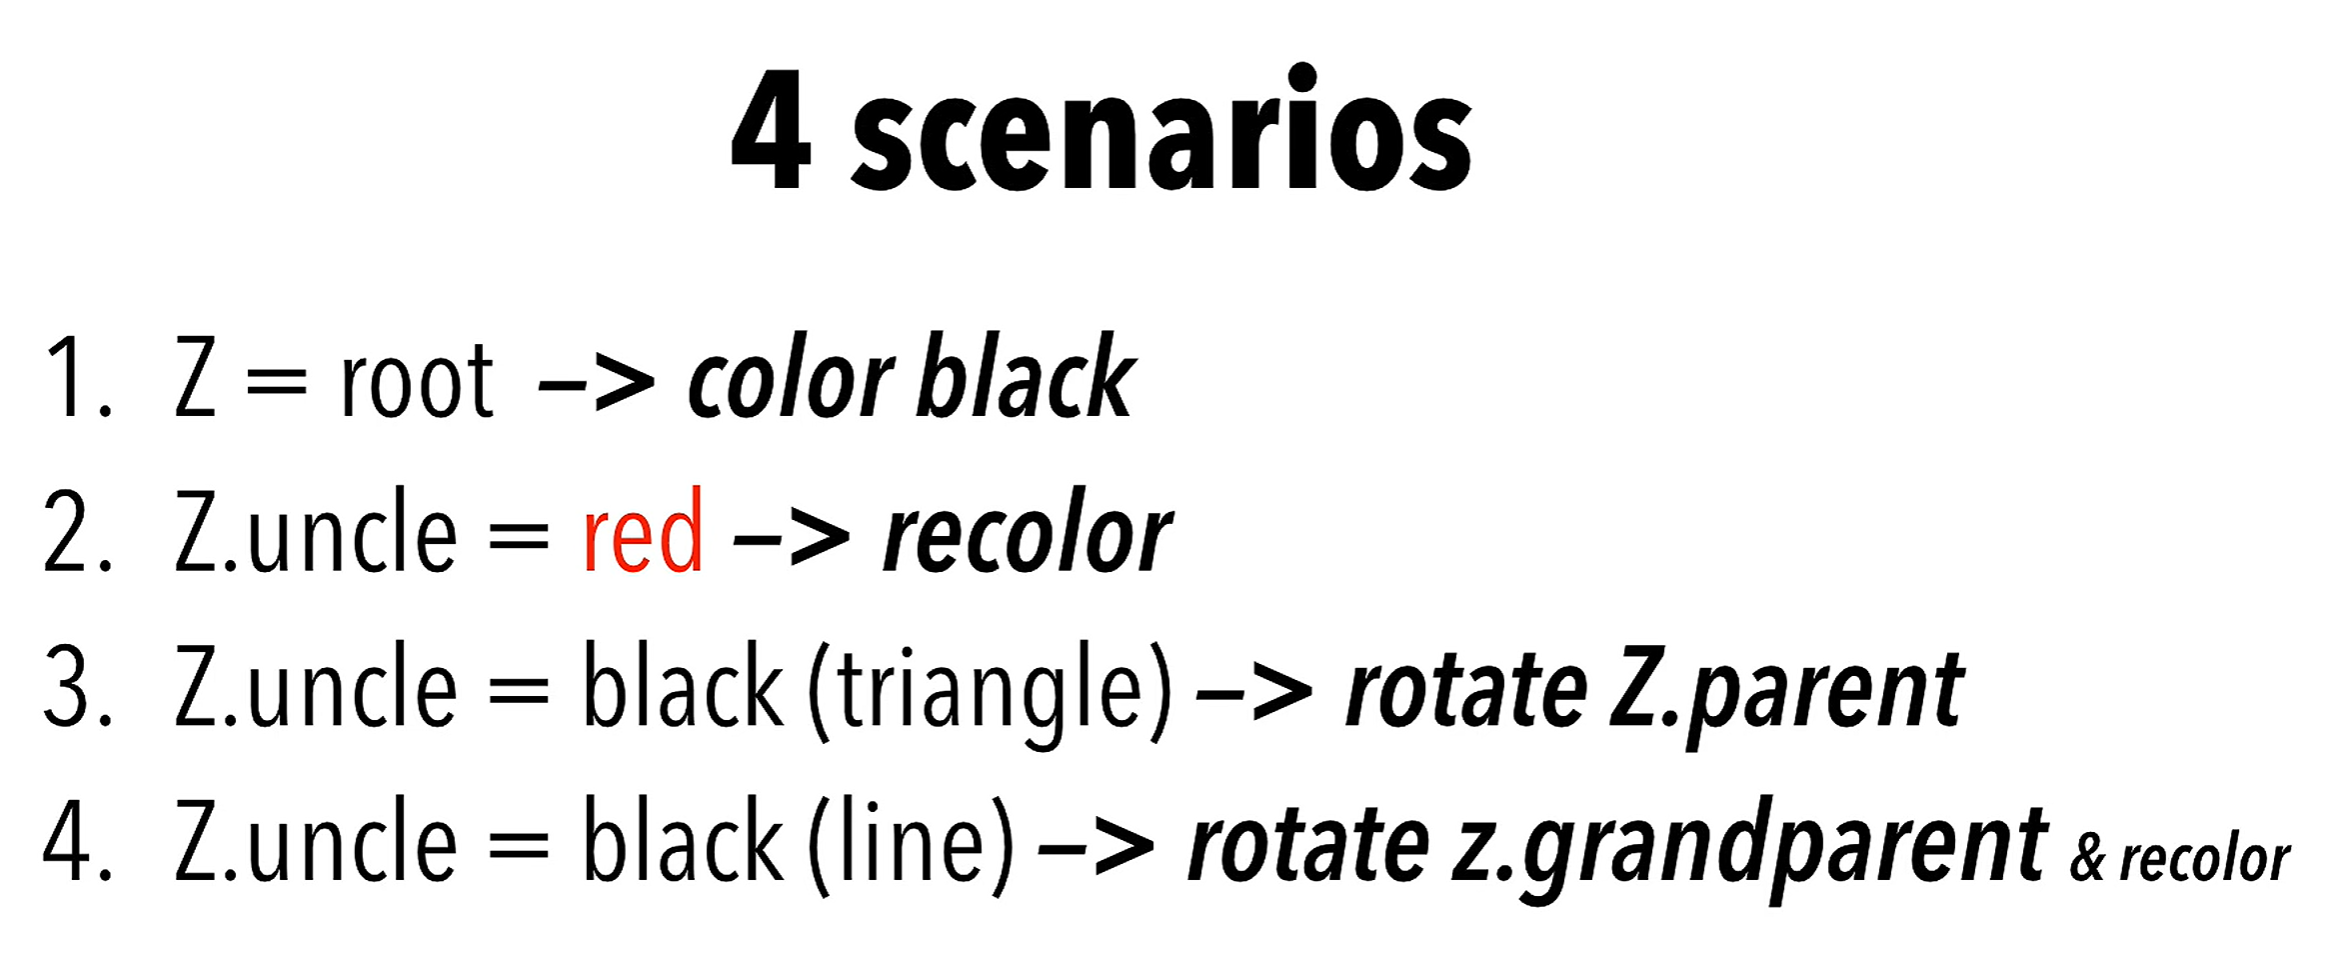 4 scenarios
1. Z = root –> color black
2. Z.uncle = red –> recolor
3. Z.uncle = black (triangle) –> rotate Z.parent
4. Z.uncle = black (line) –> rotate z.grandparent & recolor